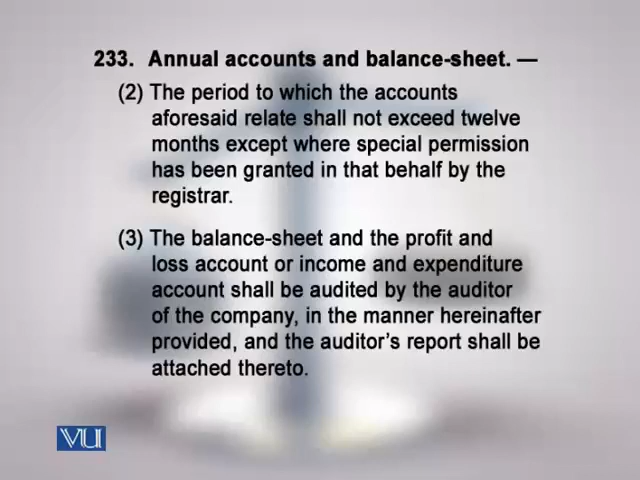 233. Annual accounts and balance-sheet. —
(2) The period to which the accounts
aforesaid relate shall not exceed twelve
months except where special permission
has been granted in that behalf by the
registrar.
(3) The balance-sheet and the profit and
loss account or income and expenditure
account shall be audited by the auditor
of the company, in the manner hereinafter
provided, and the auditor's report shall be
attached thereto.
VU